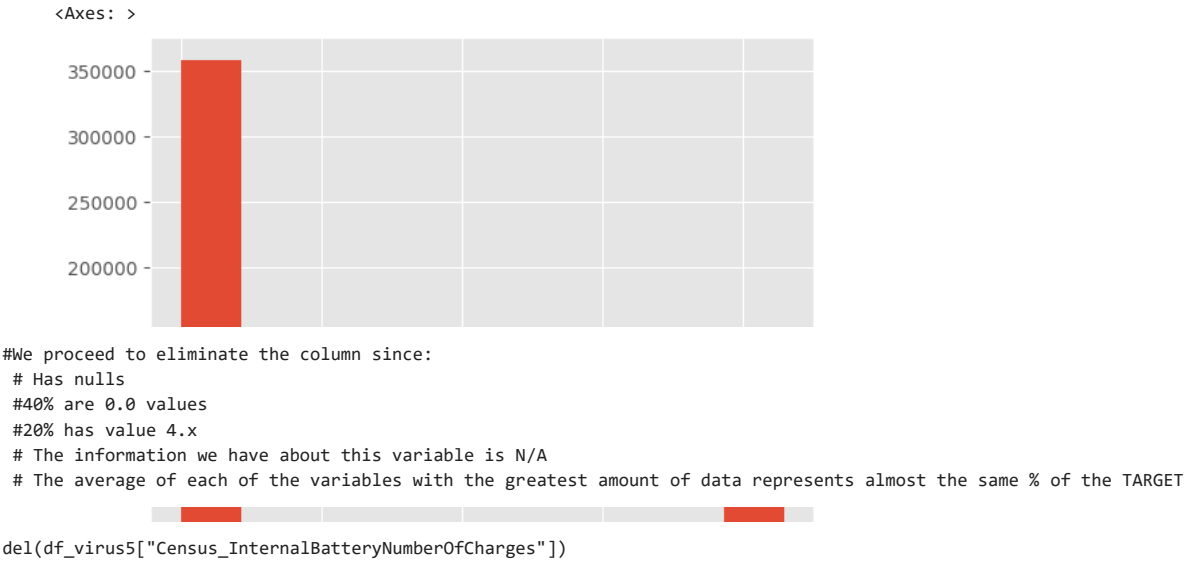 <Axes: >
350000
300000
250000
200000
#We proceed to eliminate the column since:
# Has nulls
#40% are 0.0 values
#20% has value 4.x
# The information we have about this variable is N/A
# The average of each of the variables with the greatest amount of data represents almost the same % of the TARGET
del(df_virus5["Census_InternalBatteryNumberOfCharges"])